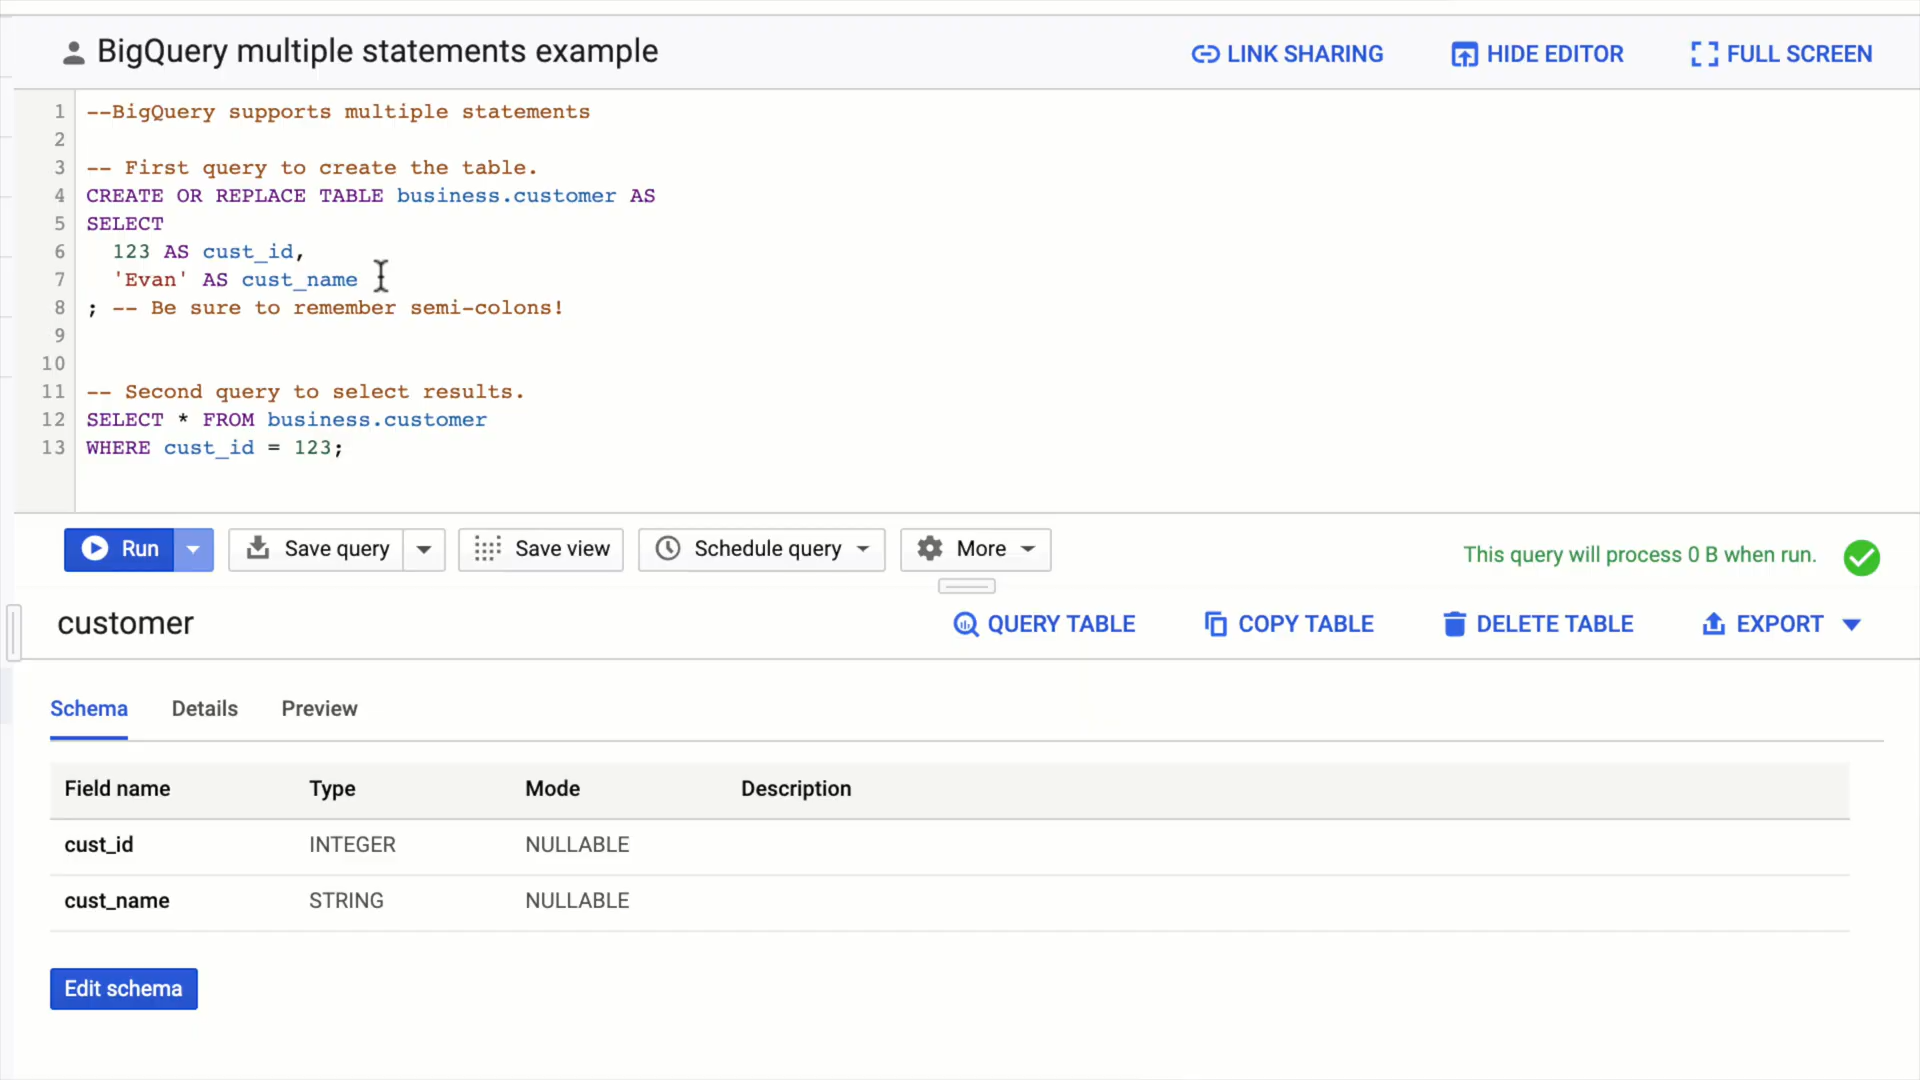 BigQuery multiple statements example
LINK SHARING
HIDE EDITOR
FULL SCREEN
1 --BigQuery supports multiple statements
2
3 -- First query to create the table.
4 CREATE OR REPLACE TABLE business.customer AS
5 SELECT
6 123 AS cust_id,
7 'Evan' AS cust_name
8 ; -- Be sure to remember semi-colons!
9
10
11 -- Second query to select results.
12 SELECT * FROM business.customer
13 WHERE cust_id = 123;
Run
Save query
Save view
Schedule query
More
This query will process 0 B when run.
customer
QUERY TABLE
COPY TABLE
DELETE TABLE
EXPORT
Schema Details Preview
Field name Type Mode Description
cust_id INTEGER NULLABLE
cust_name STRING NULLABLE
Edit schema